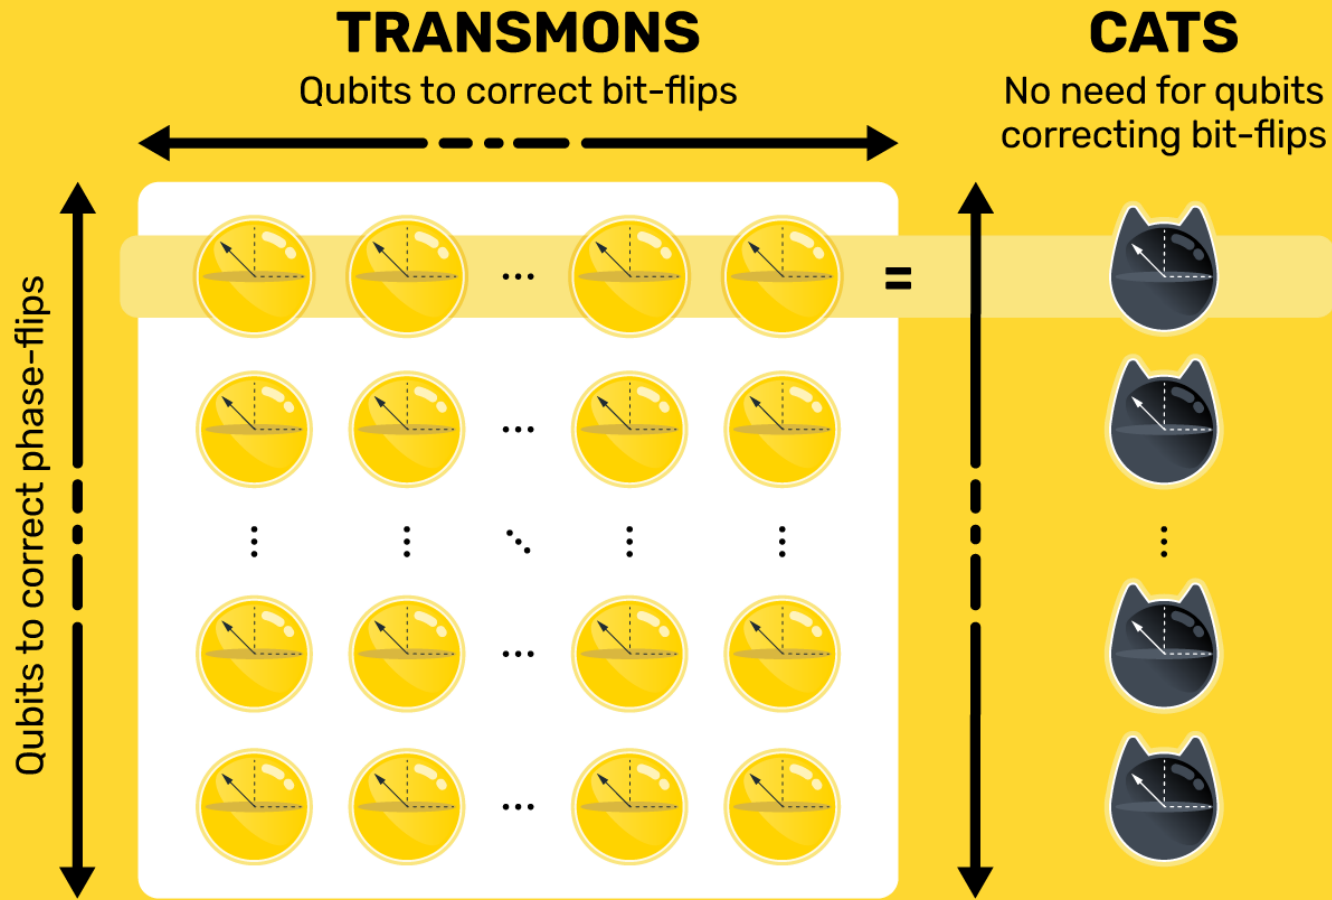 TRANSMONS
Qubits to correct bit-flips
CATS
No need for qubits
correcting bit-flips
Qubits to correct phase-flips
=